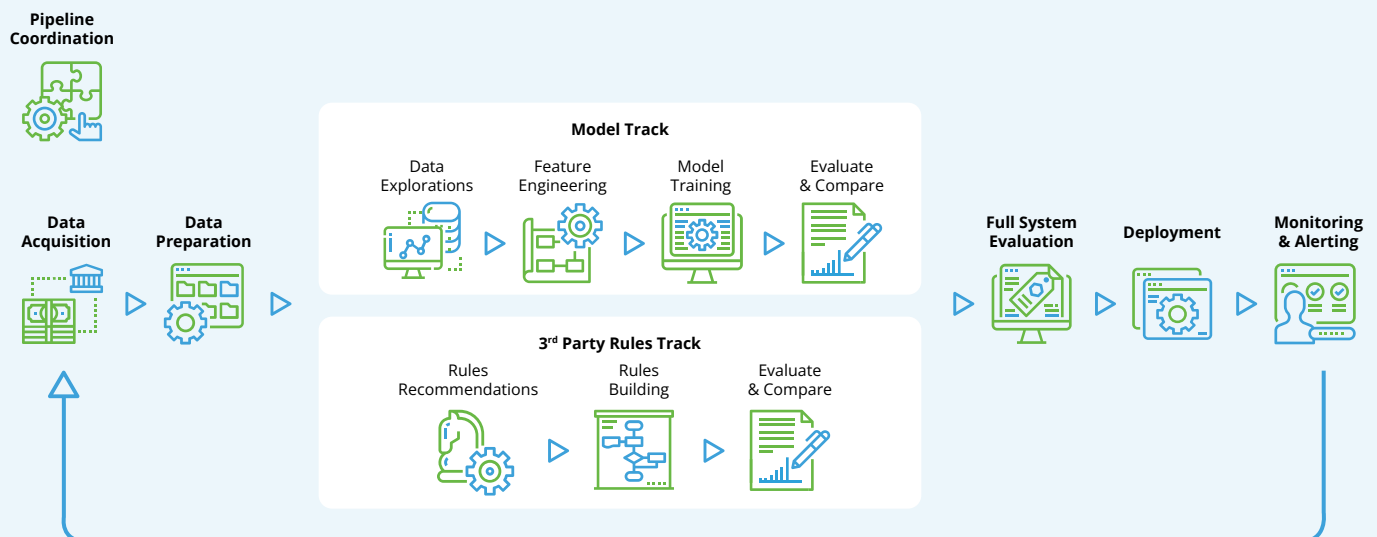 Pipeline
Coordination
Data
Acquisition
Data
Preparation
Model Track
Data
Explorations
Feature
Engineering
Model
Training
Evaluate
& Compare
3rd Party Rules Track
Rules
Recommendations
Rules
Building
Evaluate
& Compare
Full System
Evaluation
Deployment
Monitoring
& Alerting